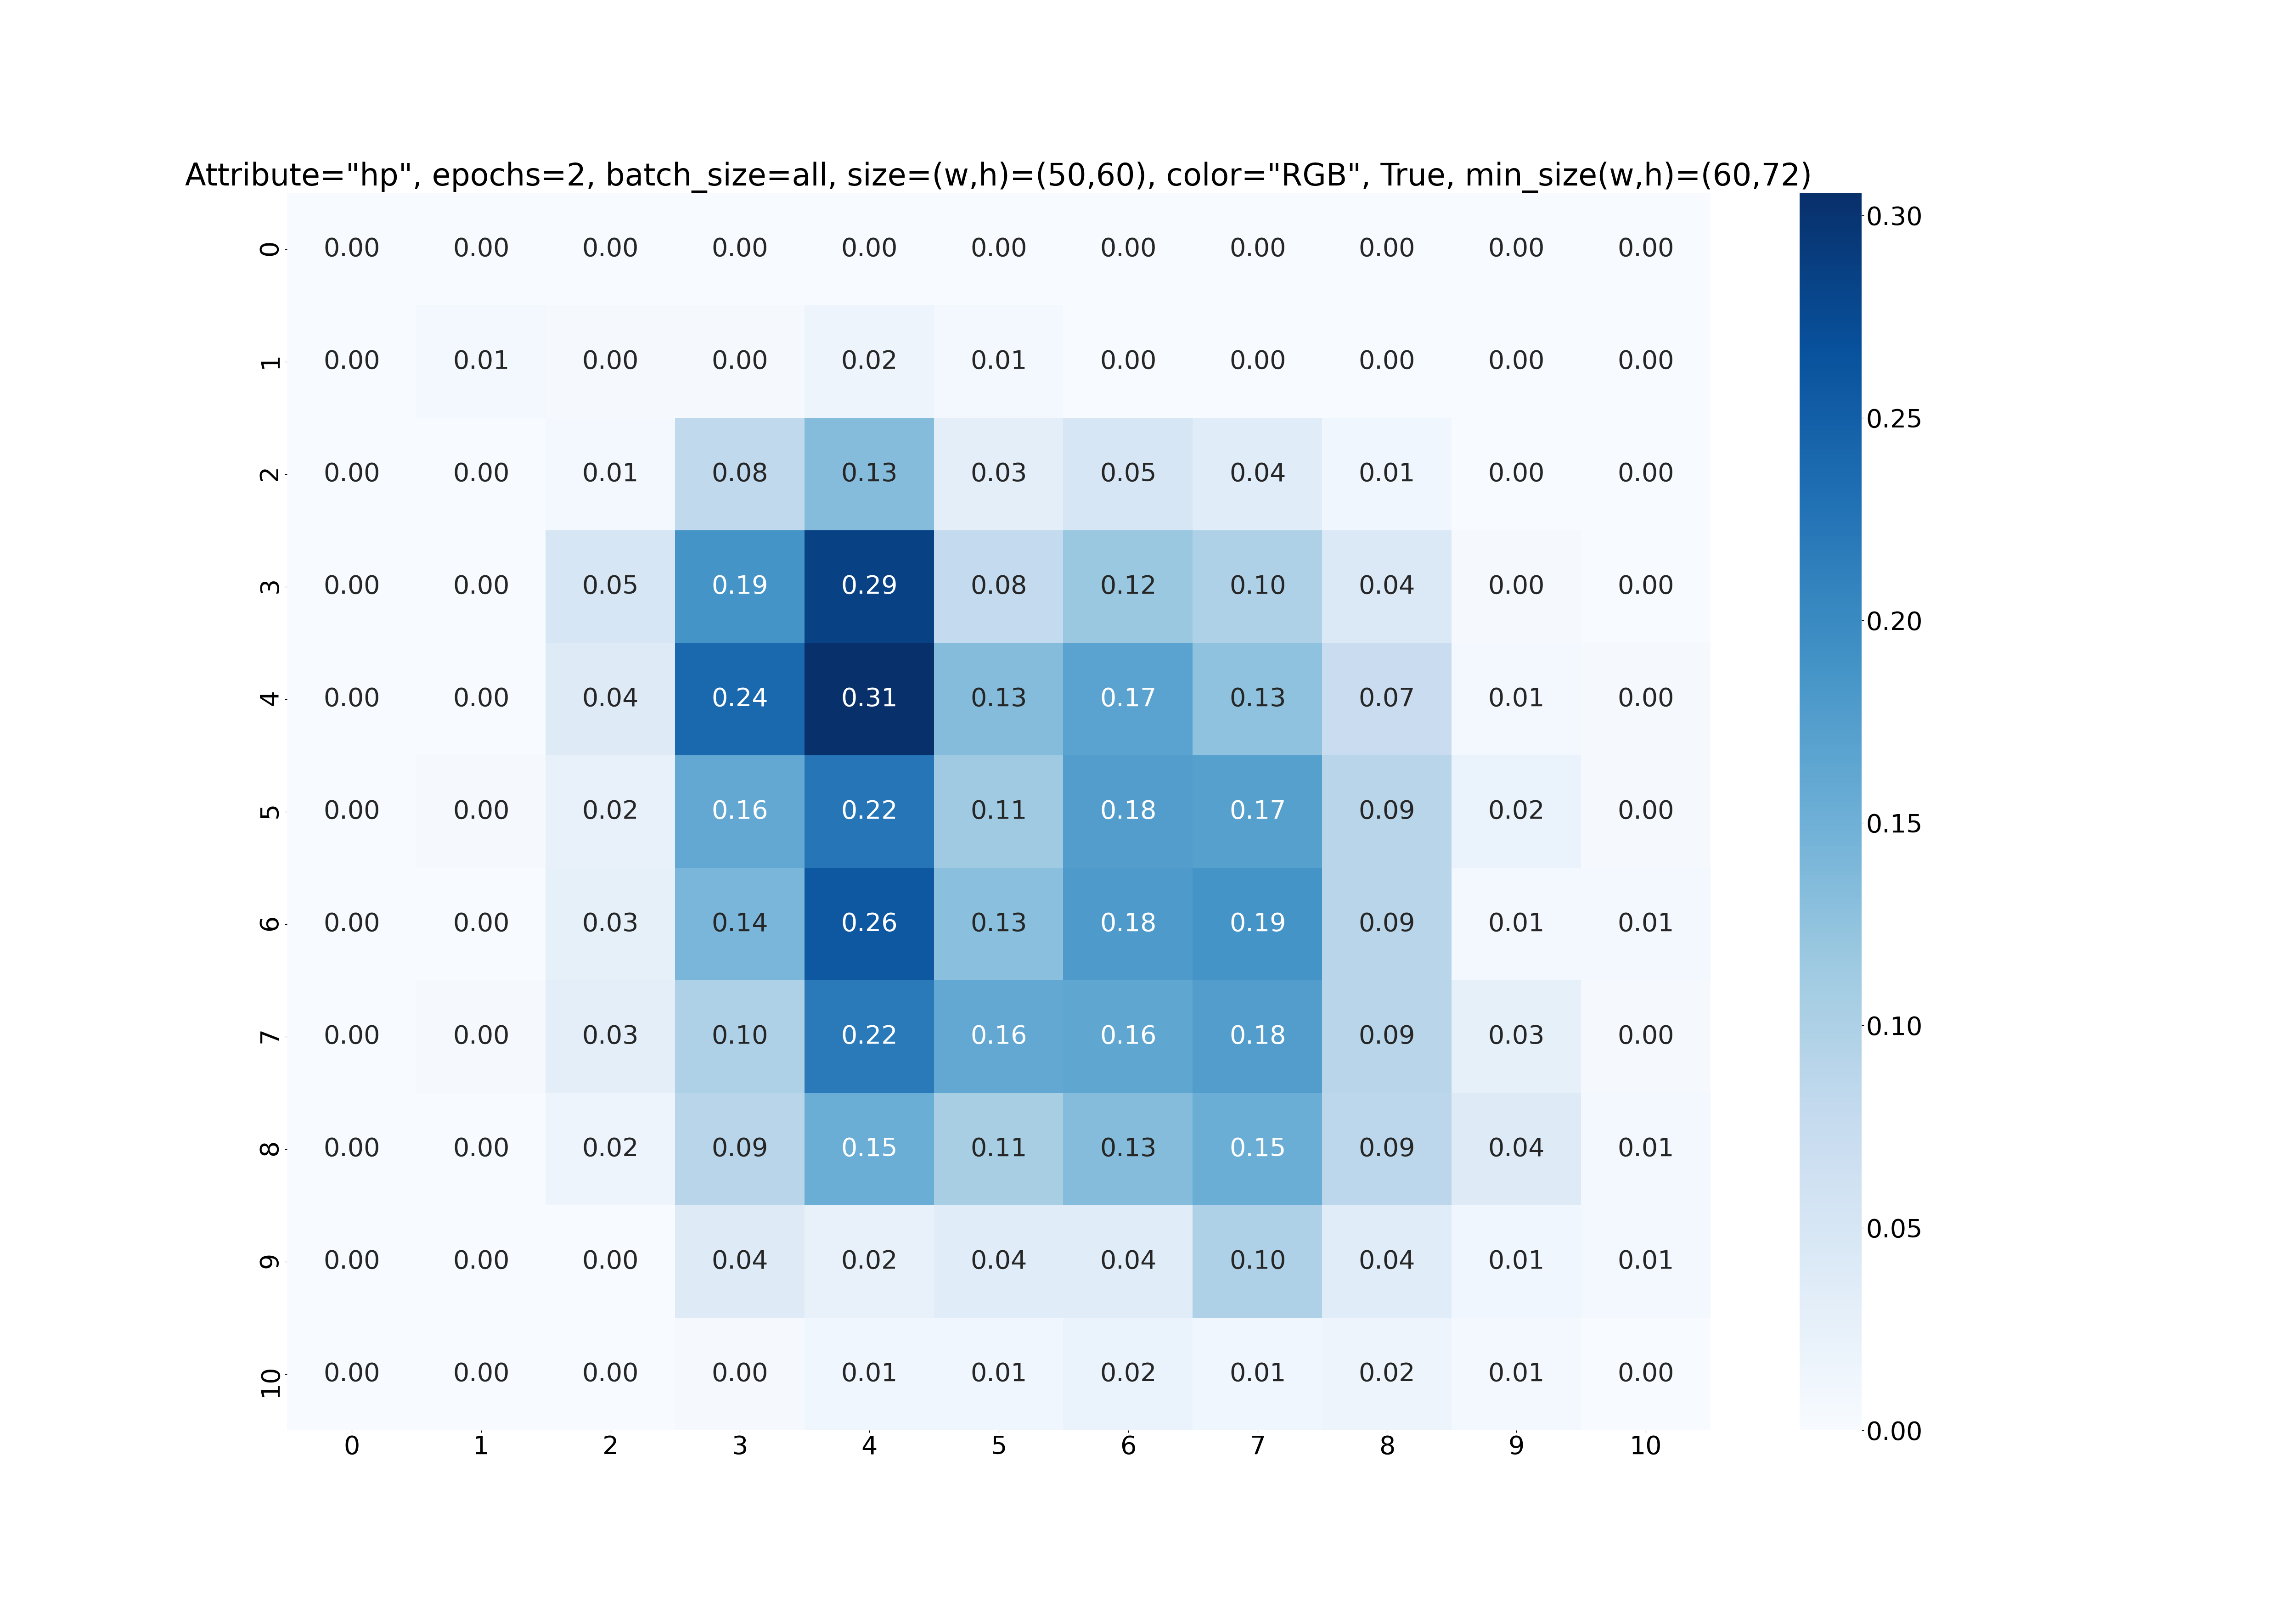 Attribute="hp", epochs=2, batch_size=all, size=(w,h)=(50,60), color="RGB", True, min_size(w,h)=(60,72)
0 0.00 0.00 0.00 0.00 0.00 0.00 0.00 0.00 0.00 0.00 0.00
1 0.00 0.01 0.00 0.00 0.02 0.01 0.00 0.00 0.00 0.00 0.00
2 0.00 0.00 0.01 0.08 0.13 0.03 0.05 0.04 0.01 0.00 0.00
3 0.00 0.00 0.05 0.19 0.29 0.08 0.12 0.10 0.04 0.00 0.00
4 0.00 0.00 0.04 0.24 0.31 0.13 0.17 0.13 0.07 0.01 0.00
5 0.00 0.00 0.02 0.16 0.22 0.11 0.18 0.17 0.09 0.02 0.00
6 0.00 0.00 0.03 0.14 0.26 0.13 0.18 0.19 0.09 0.01 0.01
7 0.00 0.00 0.03 0.10 0.22 0.16 0.16 0.18 0.09 0.03 0.00
8 0.00 0.00 0.02 0.09 0.15 0.11 0.13 0.15 0.09 0.04 0.01
9 0.00 0.00 0.00 0.04 0.02 0.04 0.04 0.10 0.04 0.01 0.01
10 0.00 0.00 0.00 0.00 0.01 0.01 0.02 0.01 0.02 0.01 0.00
0 1 2 3 4 5 6 7 8 9 10
0.30
0.25
0.20
0.15
0.10
0.05
0.00